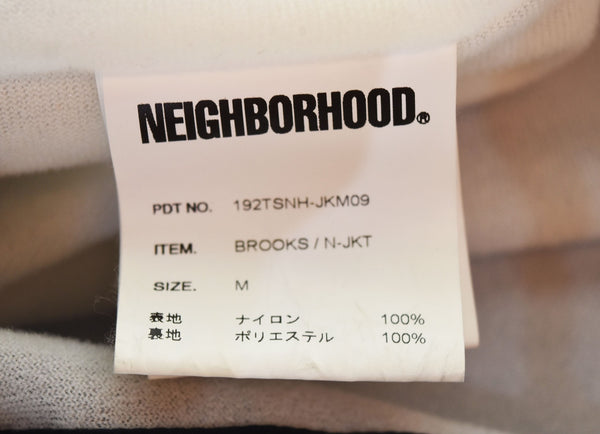 NEIGHBORHOOD.®
PDT NO. 192TSNH-JKM09
ITEM. BROOKS / N-JKT
SIZE. M
表地 ナイロン 100%
裏地 ポリエステル 100%